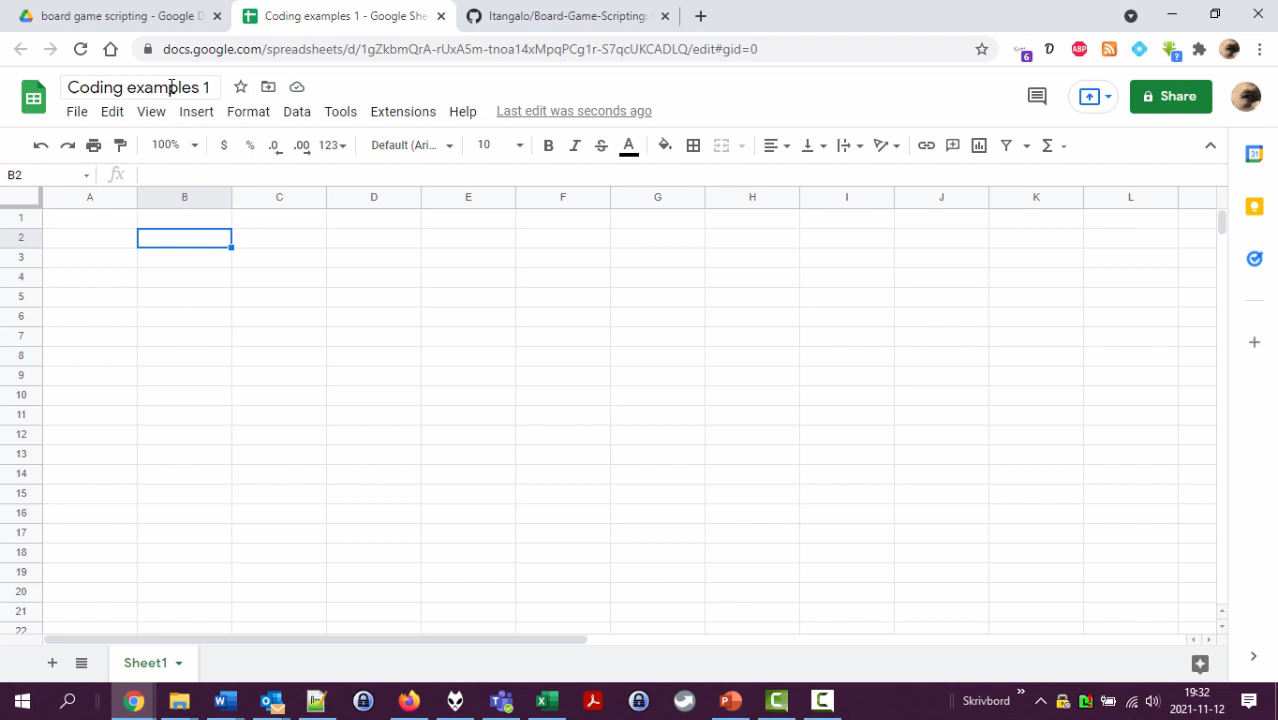 board game scripting - Google D
Coding examples 1 - Google She
Itangalo/Board-Game-Scripting:
docs.google.com/spreadsheets/d/1gZkbmQrA-rUxA5m-tnoa14xMpqPCg1r-S7qcUKCADLQ/edit#gid=0
ABP
6
?
Coding examples 1
File Edit View Insert Format Data Tools Extensions Help Last edit was seconds ago
Share
100% $ % .0 .00 123 Default (Ari... 10 B I S A Σ
B2 fx
31
A B C D E F G H I J K L
1
2
3
4
5
6
7
8
9
10
11
12
13
14
15
16
17
18
19
20
21
22
Sheet1
Skrivbord
19:32
2021-11-12